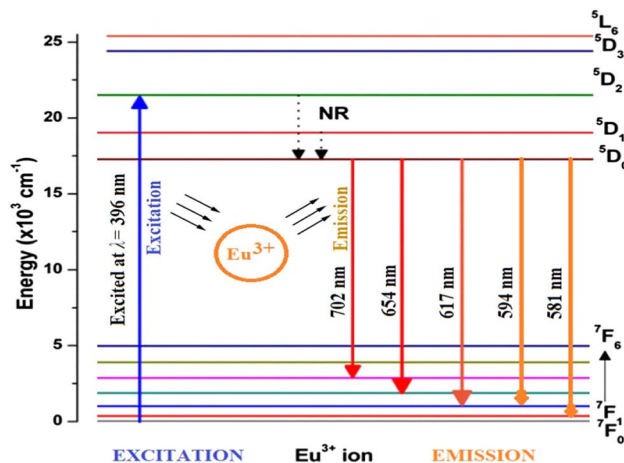 ⁵L₆
⁵D₃
⁵D₂
⁵D₁
⁵D₀
25
20
15
10
5
0
Energy (x10³ cm⁻¹)
NR
Excited at λ= 396 nm
Excitation
Eu³⁺
Emission
702 nm
654 nm
617 nm
594 nm
581 nm
⁷F₆
⁷F₁
⁷F₀
EXCITATION
Eu³⁺ ion
EMISSION